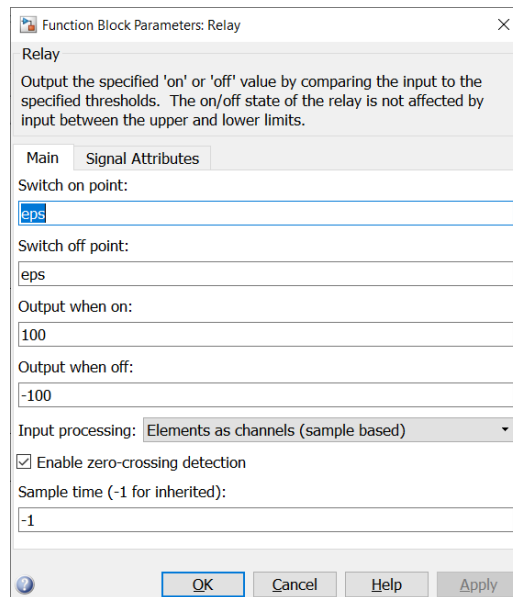 Function Block Parameters: Relay
Relay
Output the specified 'on' or 'off' value by comparing the input to the
specified thresholds. The on/off state of the relay is not affected by
input between the upper and lower limits.
Main Signal Attributes
Switch on point:
eps
Switch off point:
eps
Output when on:
100
Output when off:
-100
Input processing: Elements as channels (sample based)
Enable zero-crossing detection
Sample time (-1 for inherited):
-1
OK Cancel Help Apply